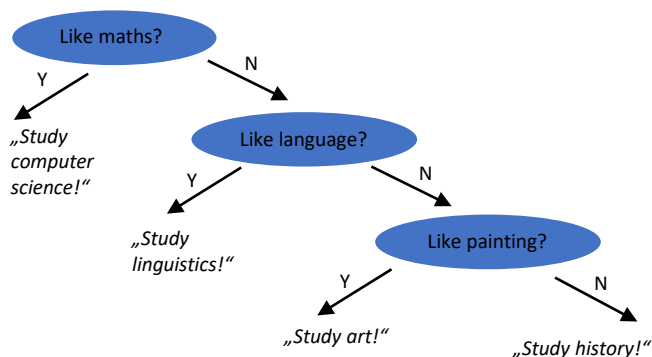 Like maths?
Y
N
„Study
computer
science!“
Like language?
Y
N
„Study
linguistics!“
Like painting?
Y
N
„Study art!“
„Study history!“